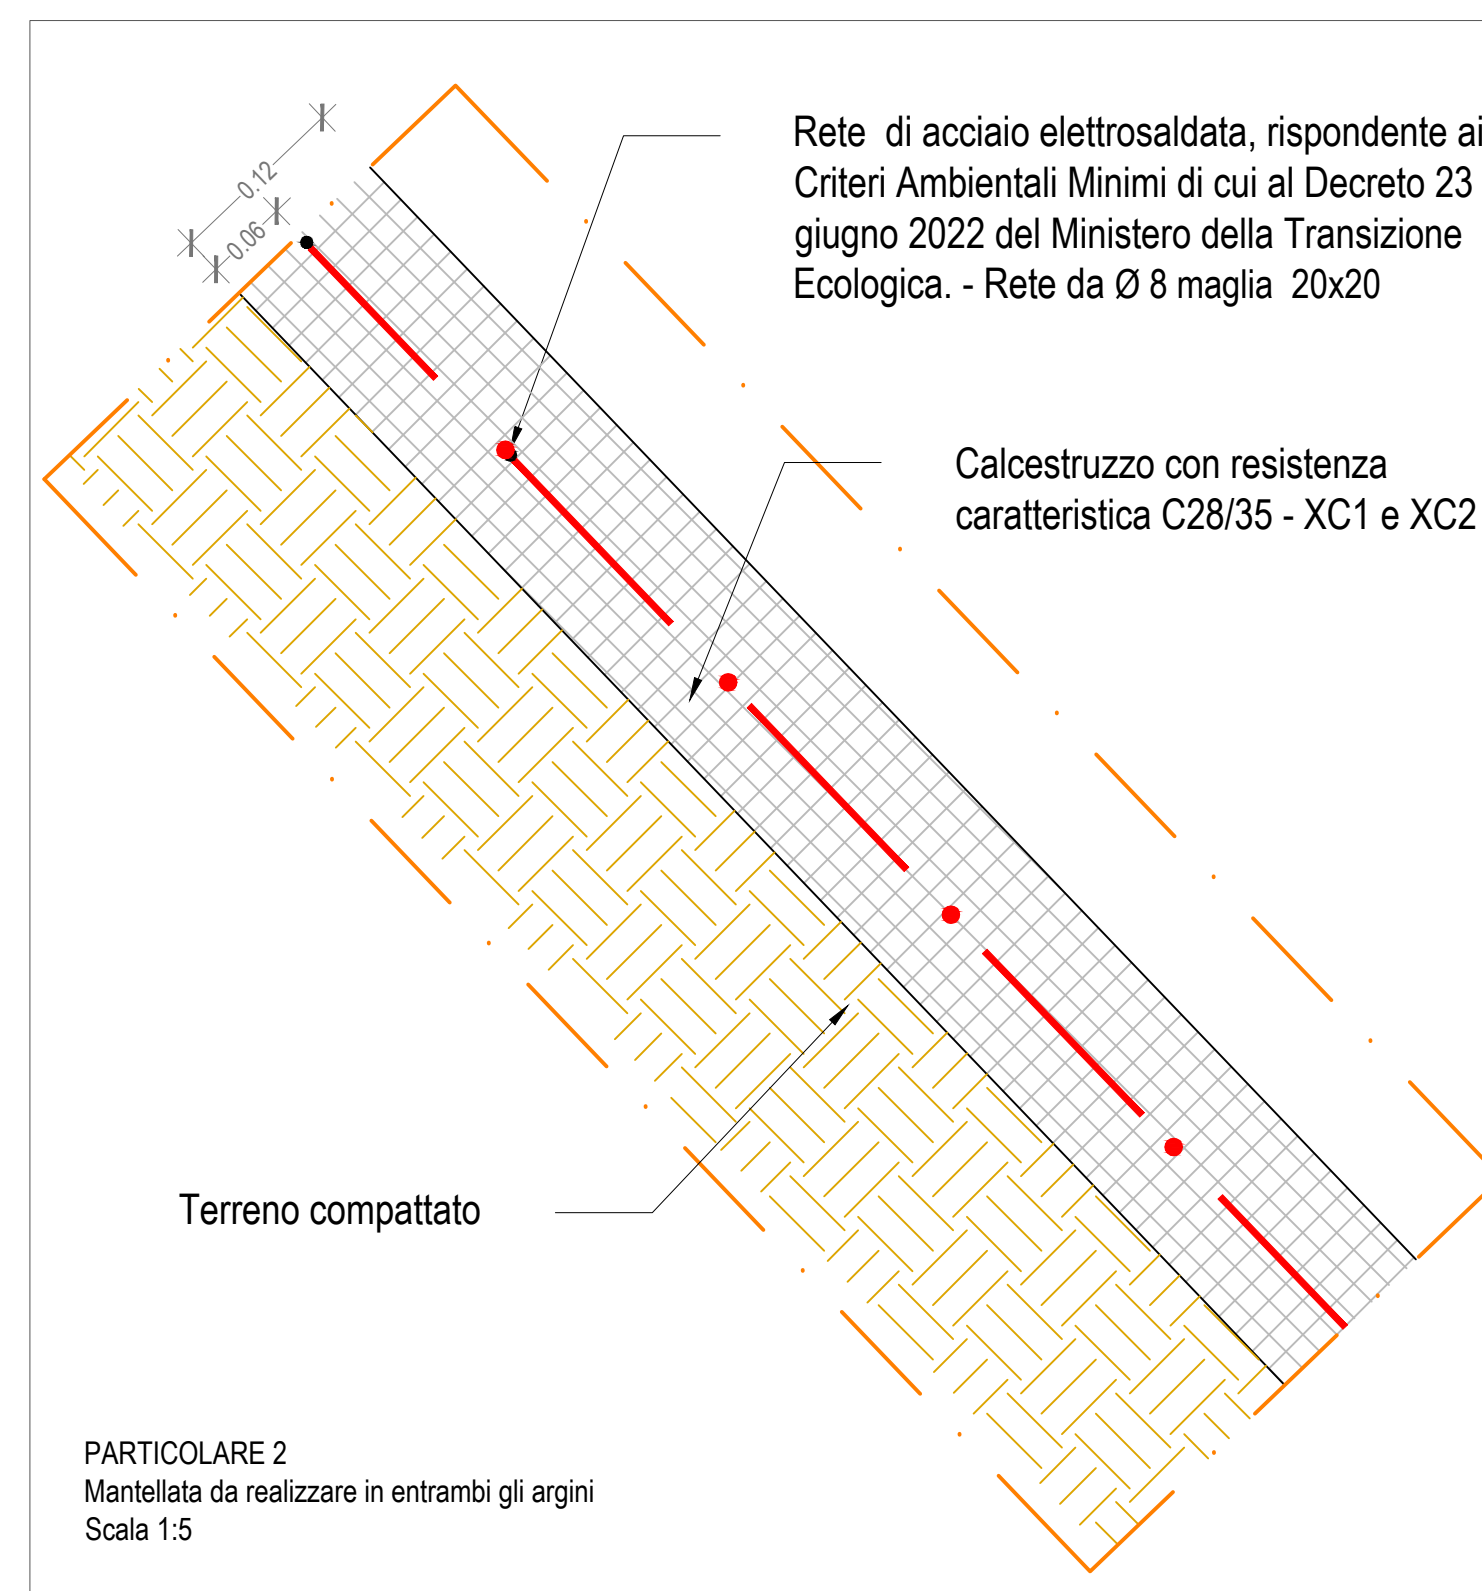 0.12
0.06
Rete di acciaio elettrosaldata, rispondente ai
Criteri Ambientali Minimi di cui al Decreto 23
giugno 2022 del Ministero della Transizione
Ecologica. - Rete da Ø 8 maglia 20x20
Calcestruzzo con resistenza
caratteristica C28/35 - XC1 e XC2
Terreno compattato
PARTICOLARE 2
Mantellata da realizzare in entrambi gli argini
Scala 1:5